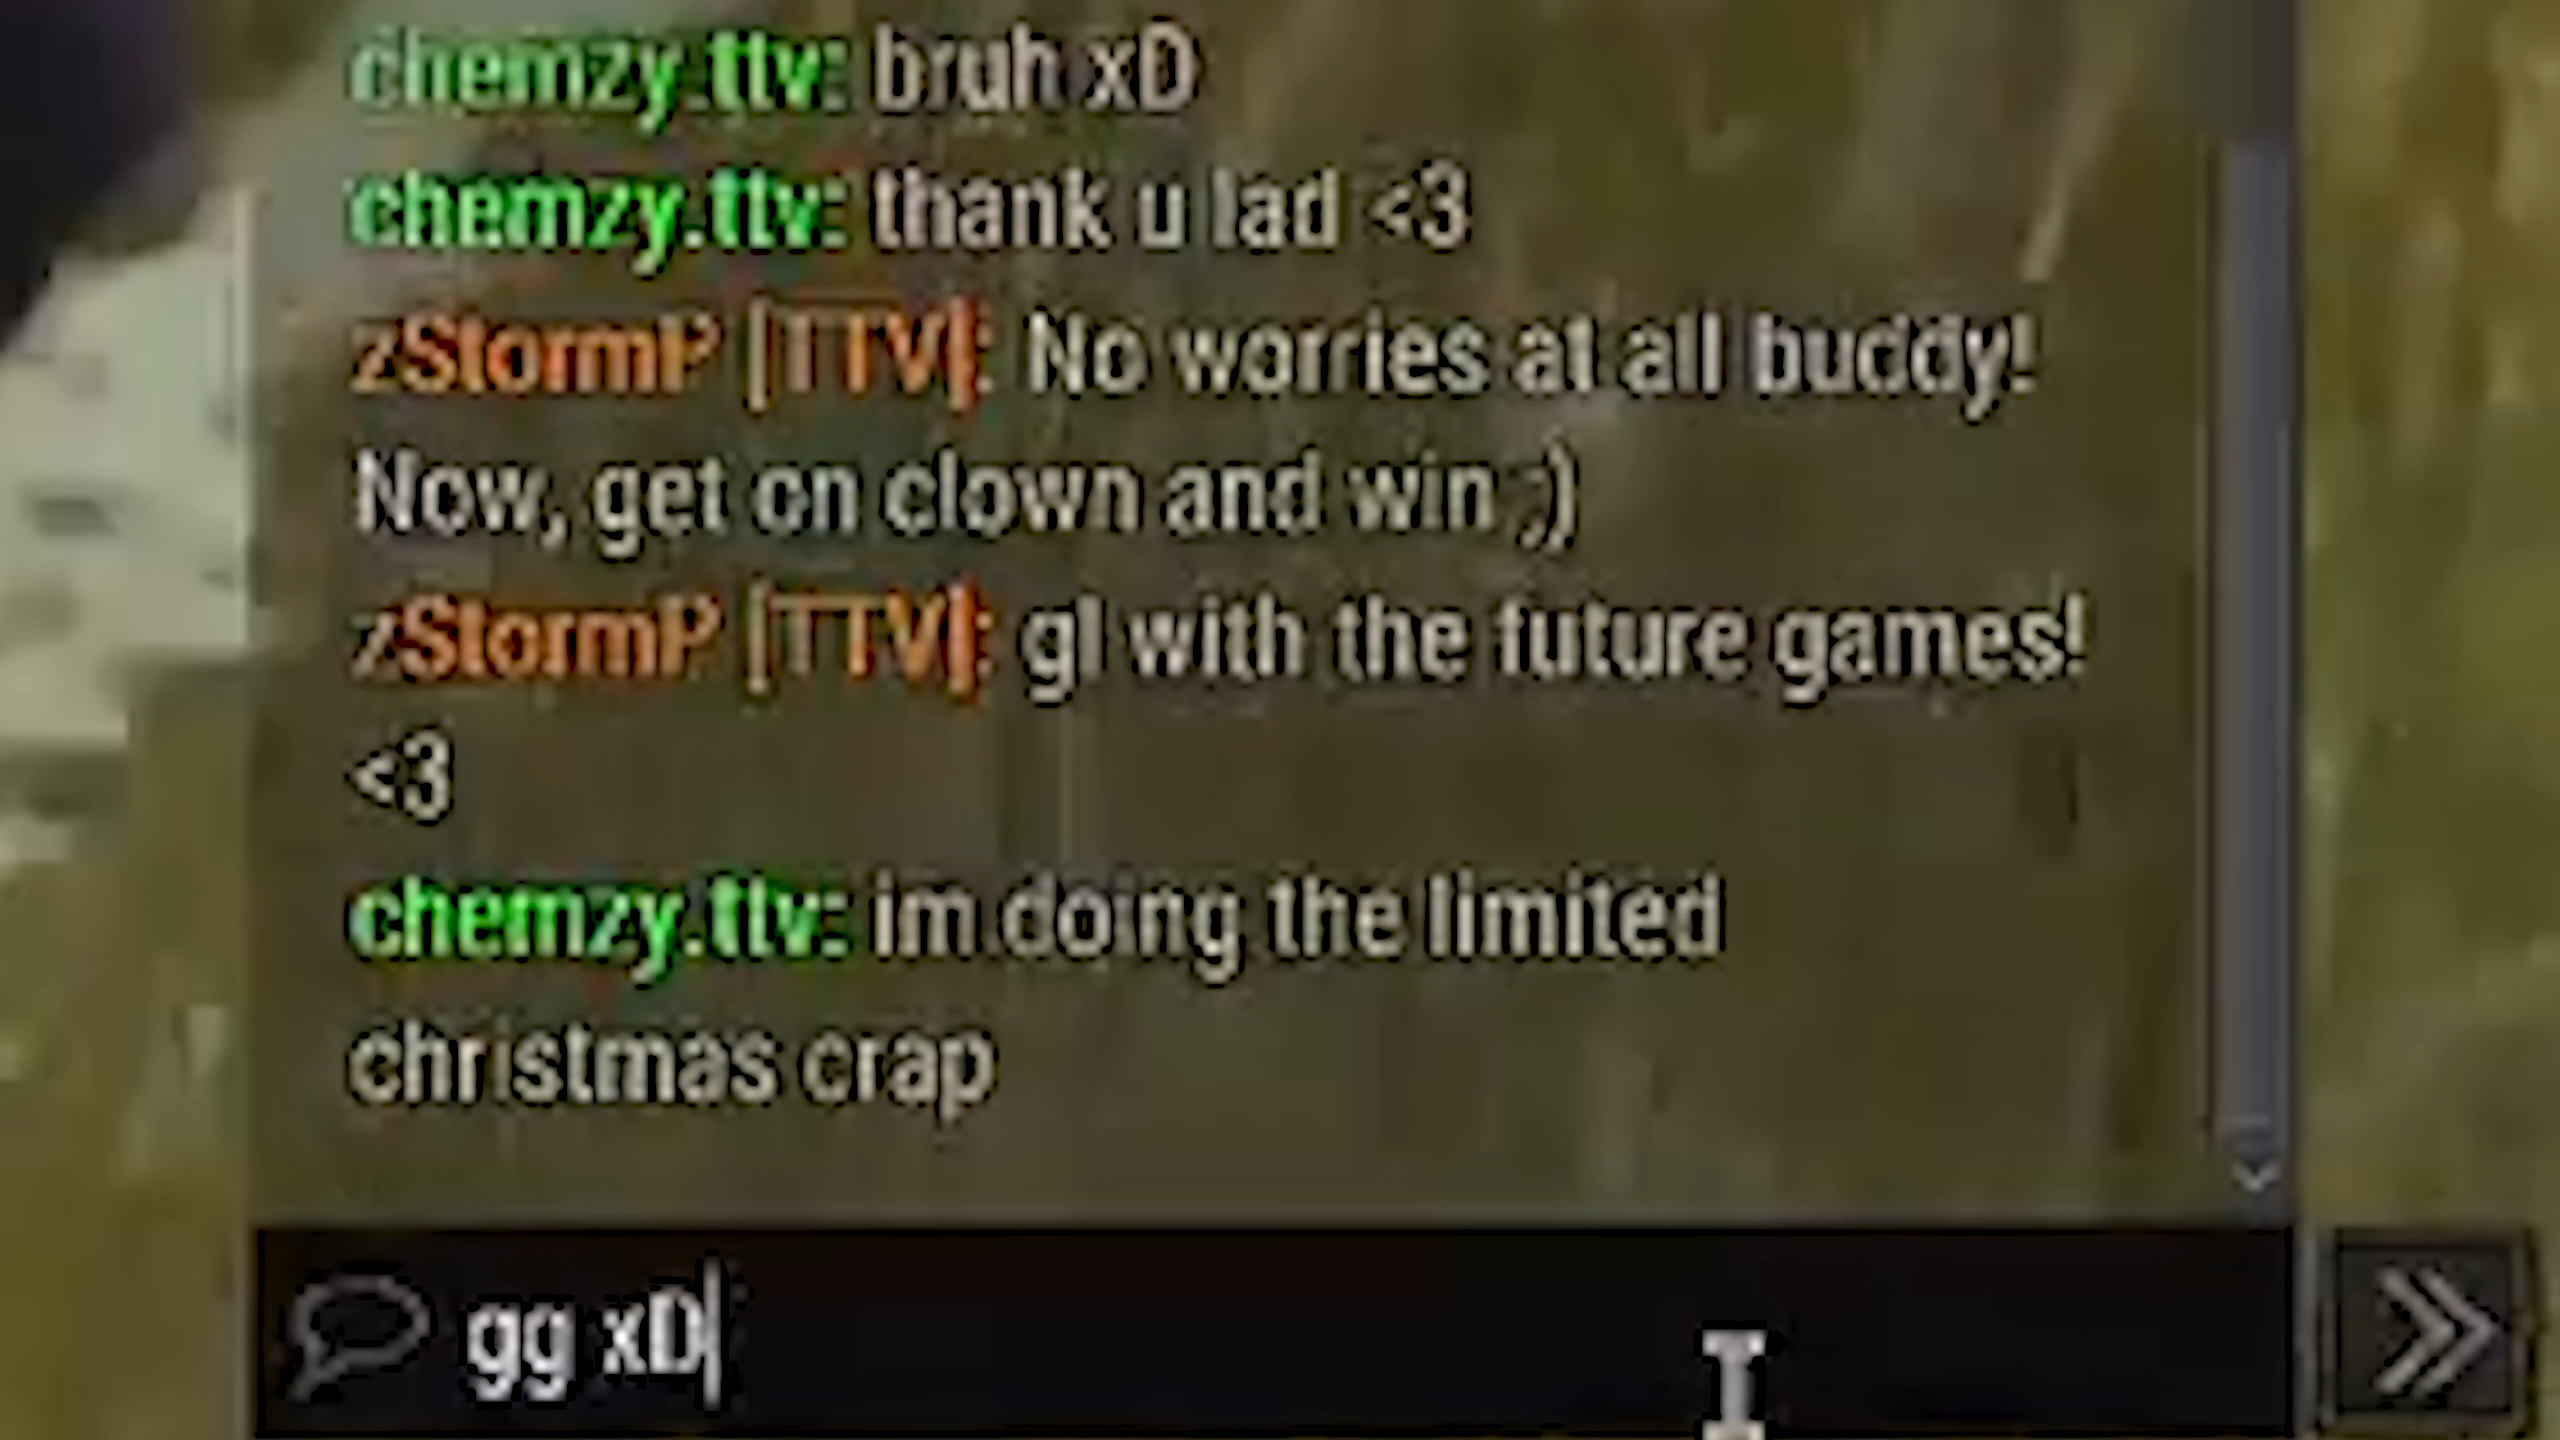 chemzy.ttv: bruh xD
chemzy.ttv: thank u lad <3
zStormP [TTV]: No worries at all buddy!
Now, get on clown and win ;)
zStormP [TTV]: gl with the future games!
<3
chemzy.ttv: im doing the limited
christmas crap
gg xD